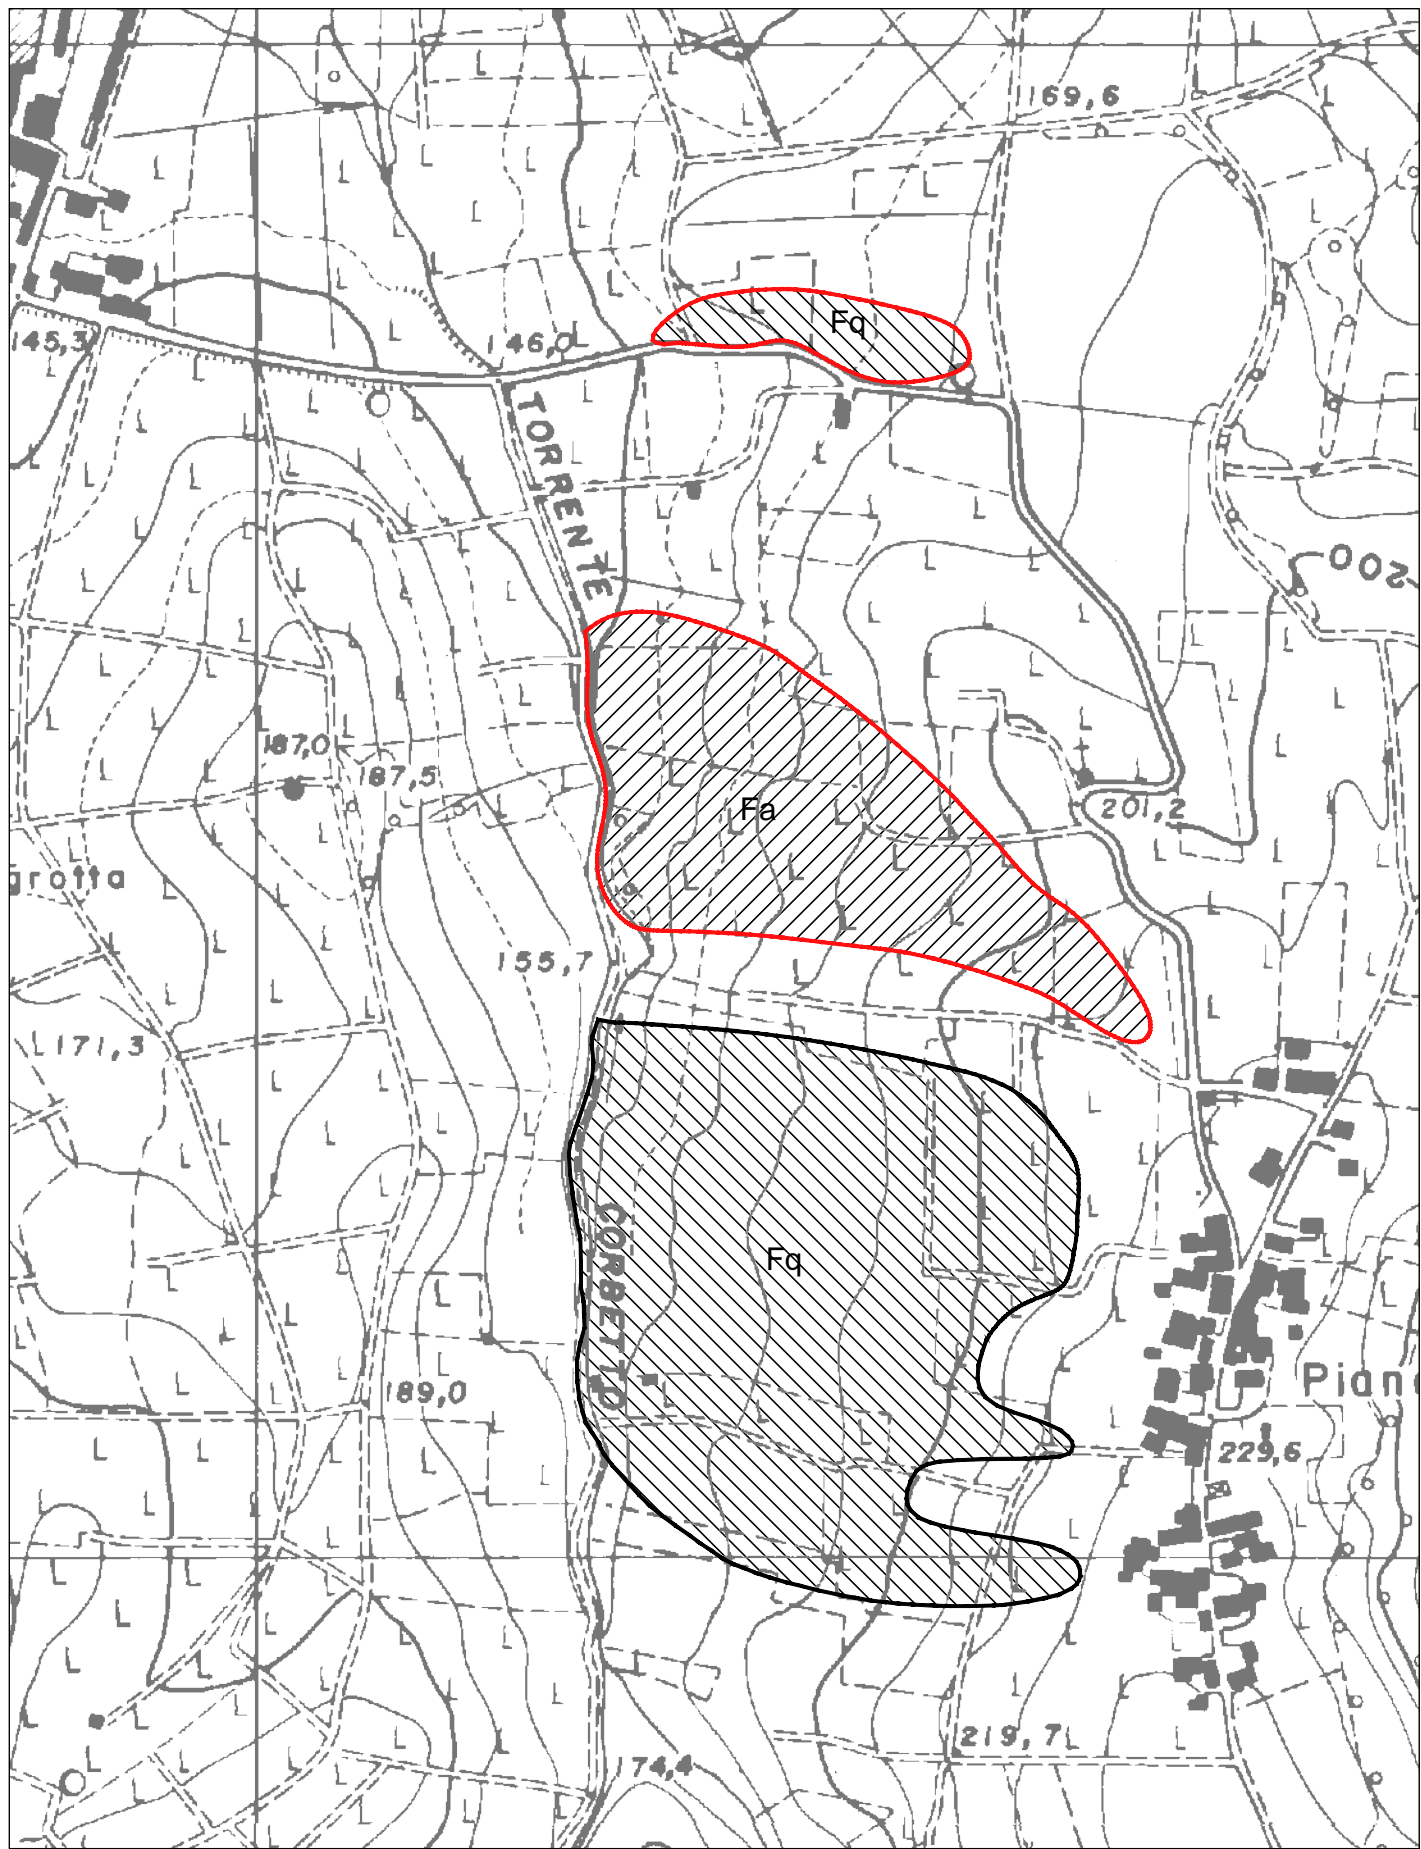 169,6
Fq
145,3
146,0
TORRENTE
200
187,0
187,5
Fa
201,2
grotta
155,7
171,3
Fq
CORBETTO
Pian
189,0
229,6
219,7
174,4